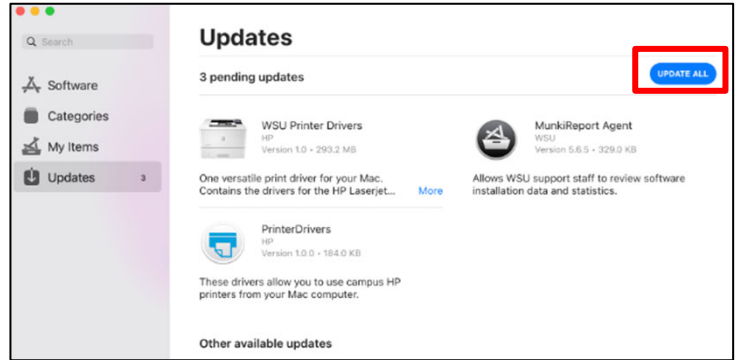 Search
Software
Categories
My Items
Updates 3
Updates
3 pending updates
UPDATE ALL
WSU Printer Drivers
HP
Version 1.0 • 293.2 MB
One versatile print driver for your Mac.
Contains the drivers for the HP Laserjet... More
MunkiReport Agent
WSU
Version 5.6.5 • 329.0 KB
Allows WSU support staff to review software
installation data and statistics.
PrinterDrivers
HP
Version 1.0.0 • 184.0 KB
These drivers allow you to use campus HP
printers from your Mac computer.
Other available updates